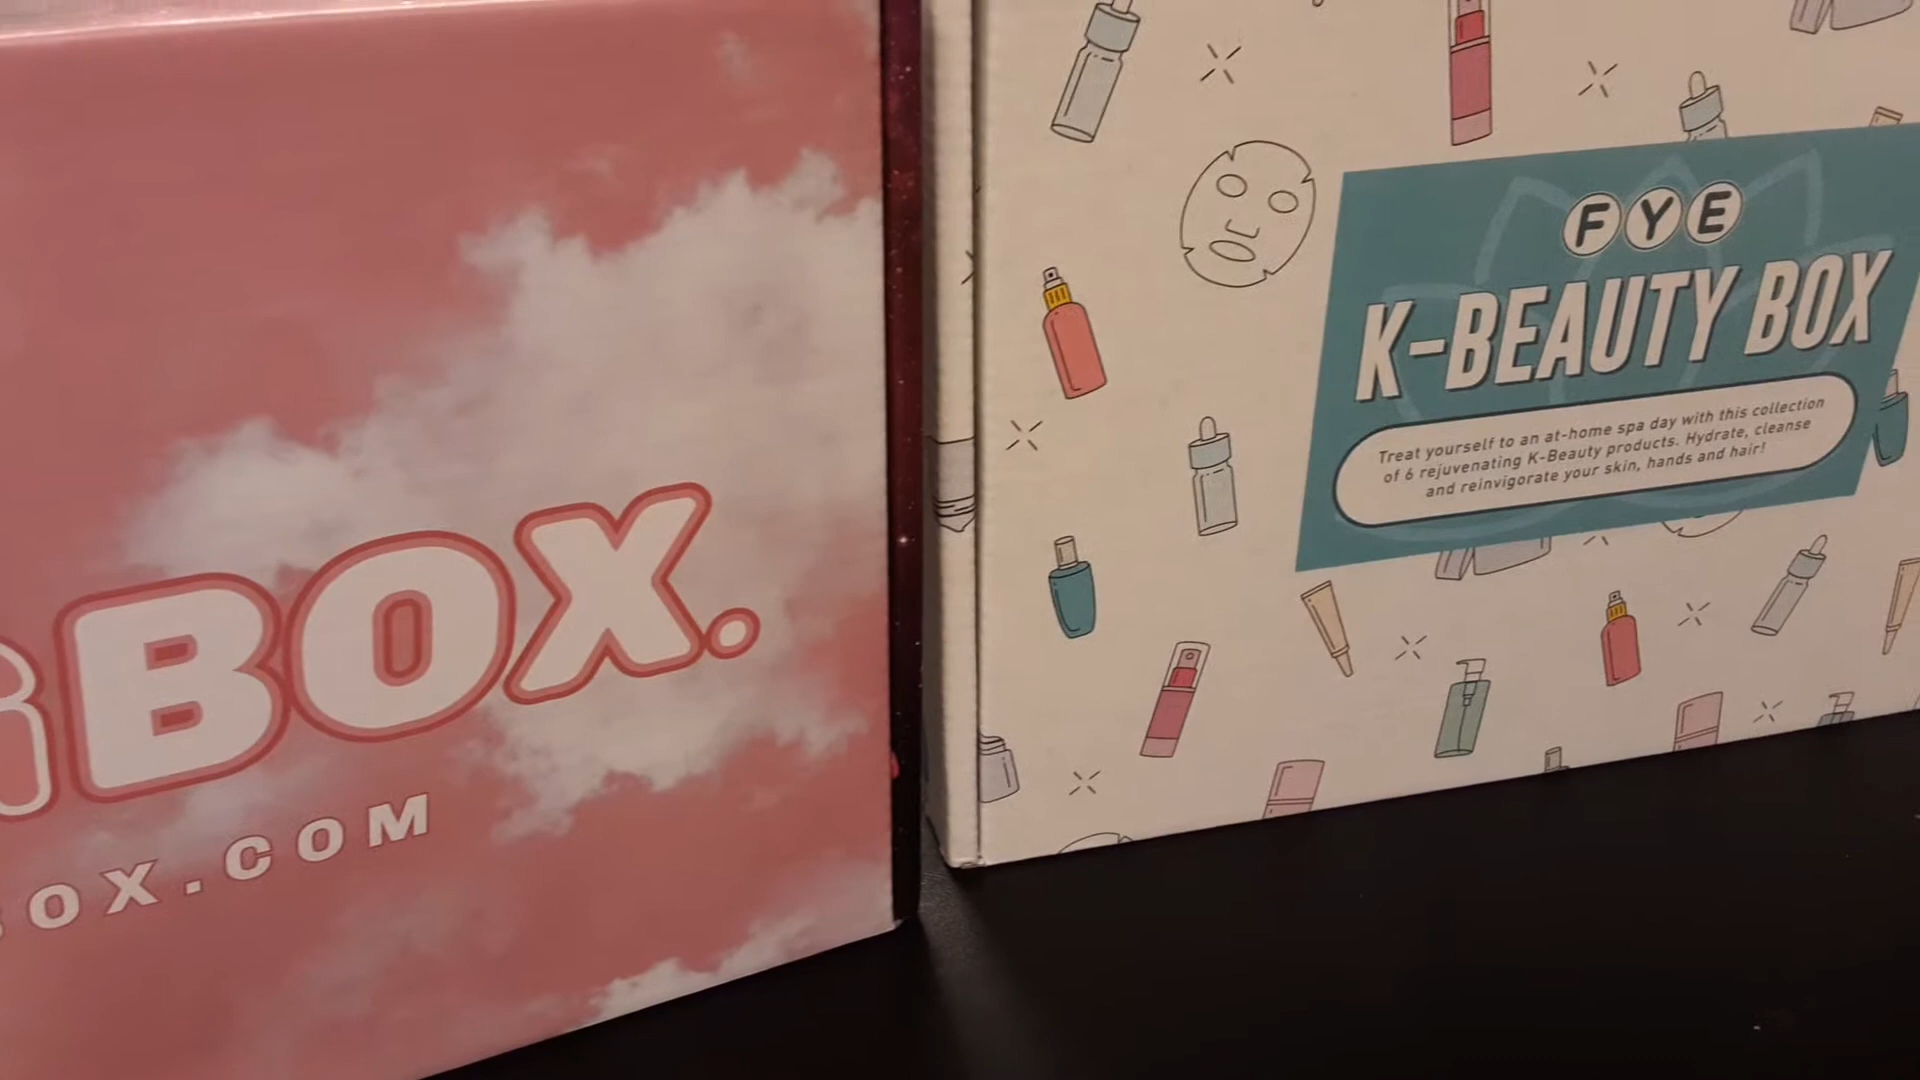 iBOX.
BOX.COM
FYE
K-BEAUTY BOX
Treat yourself to an at-home spa day with this collection
of 6 rejuvenating K-Beauty products. Hydrate, cleanse
and reinvigorate your skin, hands and hair!